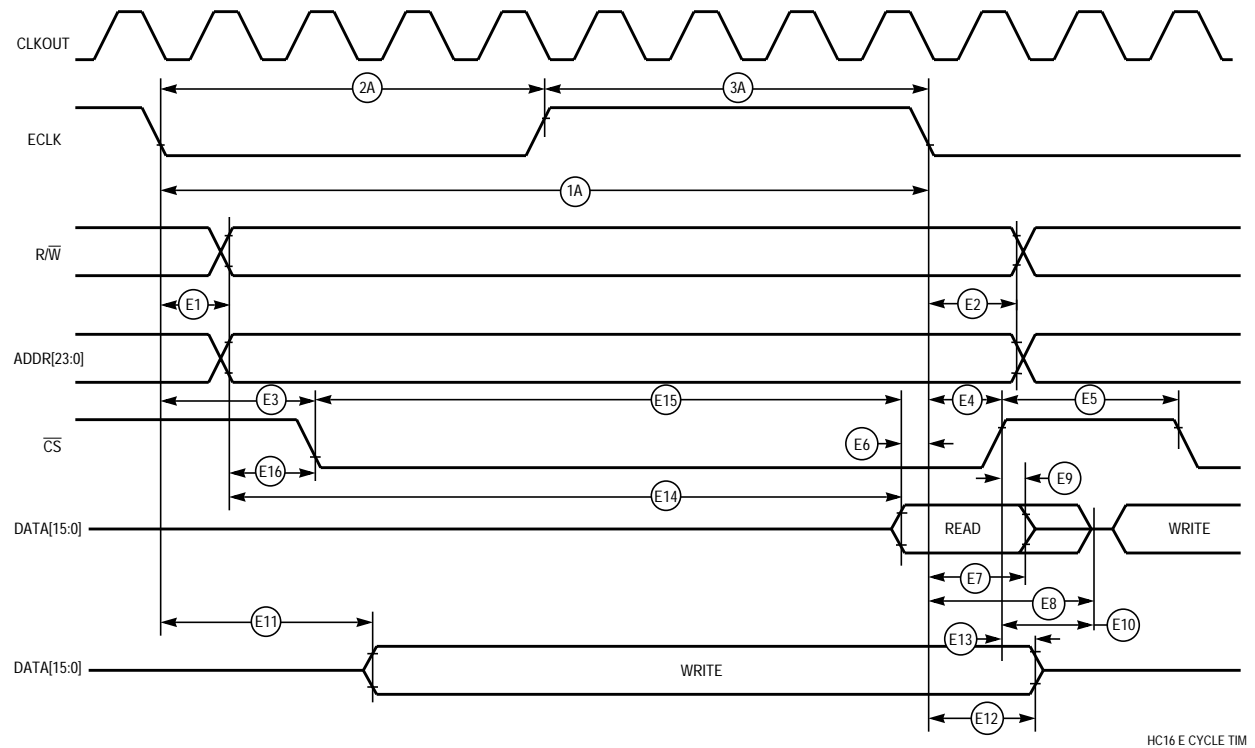 CLKOUT
2A
3A
ECLK
1A
R/W̅
E1
E2
ADDR[23:0]
E3
E15
E4
E5
C̅S̅
E6
E16
E9
E14
DATA[15:0]
READ
WRITE
E7
E8
E11
E10
E13
DATA[15:0]
WRITE
E12
HC16 E CYCLE TIM